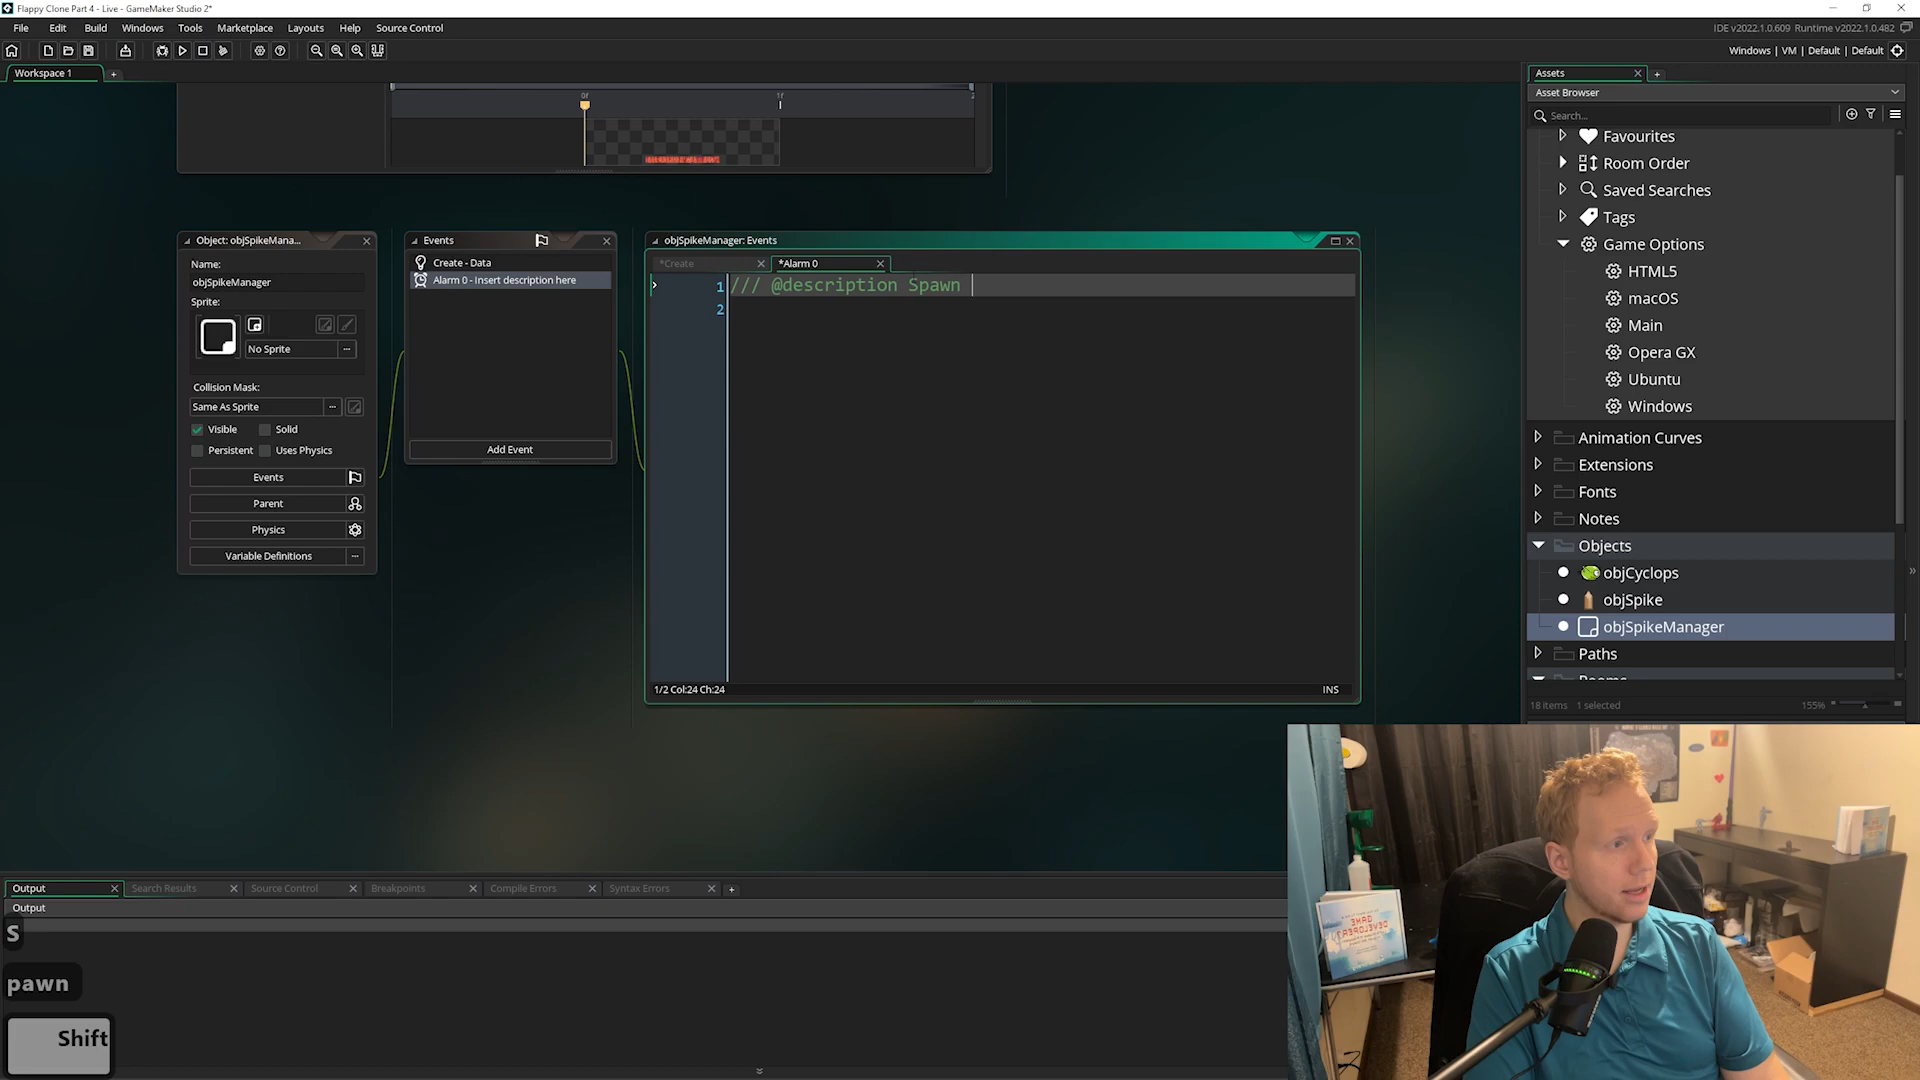 Flappy Clone Part 4 - Live - GameMaker Studio 2*
File Edit Build Windows Tools Marketplace Layouts Help Source Control
IDE v2022.1.0.609 Runtime v2022.1.0.482
Windows | VM | Default | Default
Workspace 1
0f 1f
Object: objSpikeMana...
Name:
objSpikeManager
Sprite:
No Sprite
Collision Mask:
Same As Sprite
Visible Solid
Persistent Uses Physics
Events
Parent
Physics
Variable Definitions
Events
Create - Data
Alarm 0 - Insert description here
Add Event
objSpikeManager: Events
*Create *Alarm 0
1 /// @description Spawn
2
1/2 Col:24 Ch:24 INS
Assets
Asset Browser
Search...
Favourites
Room Order
Saved Searches
Tags
Game Options
HTML5
macOS
Main
Opera GX
Ubuntu
Windows
Animation Curves
Extensions
Fonts
Notes
Objects
objCyclops
objSpike
objSpikeManager
Paths
Rooms
18 items 1 selected 155%
Output Search Results Source Control Breakpoints Compile Errors Syntax Errors
Output
S
pawn
Shift
GAME
DEVELOPER?